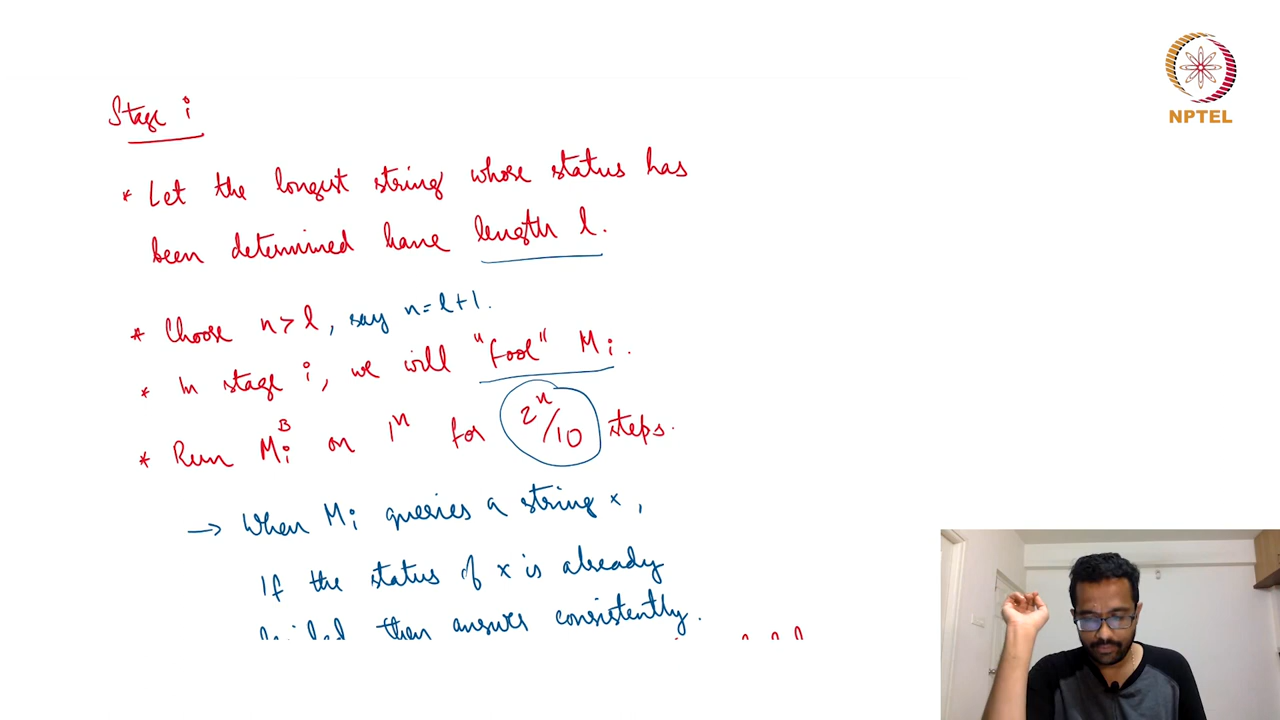 Stage i
* Let the longest string whose status has
been determined have length l.
* Choose n > l, say n = l + 1.
* In stage i, we will "fool" Mi.
* Run Mi^B on 1^n for 2^n/10 steps.
→ When Mi queries a string x,
If the status of x is already
then answer consistently.
NPTEL